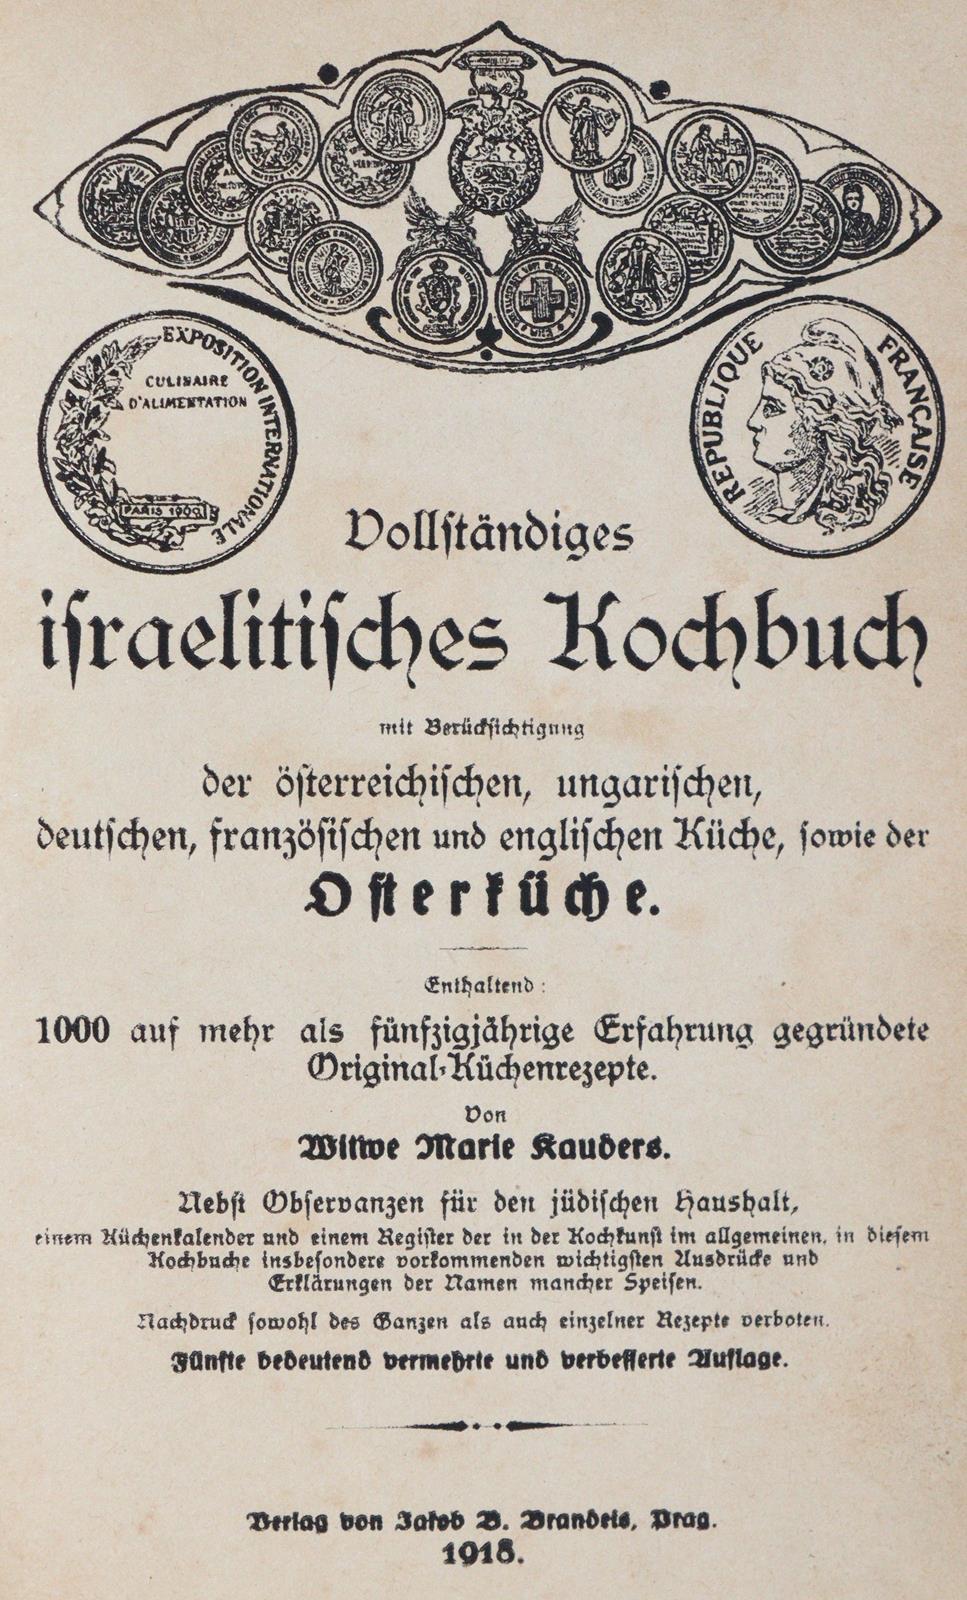 EXPOSITION INTERNATIONALE
CULINAIRE
D'ALIMENTATION
PARIS 1900
REPUBLIQUE FRANÇAISE
Vollständiges
israelitisches Kochbuch
mit Berücksichtigung
der österreichischen, ungarischen,
deutschen, französischen und englischen Küche, sowie der
Osterküche.
Enthaltend:
1000 auf mehr als fünfzigjährige Erfahrung gegründete
Original-Küchenrezepte.
Von
Witwe Marie Kauders.
Nebst Observanzen für den jüdischen Haushalt,
einem Küchenkalender und einem Register der in der Kochkunst im allgemeinen, in diesem
Kochbuche insbesondere vorkommenden wichtigsten Ausdrücke und
Erklärungen der Namen mancher Speisen.
Nachdruck sowohl des Ganzen als auch einzelner Rezepte verboten.
Fünfte bedeutend vermehrte und verbesserte Auflage.
Verlag von Jakob B. Brandeis, Prag.
1918.